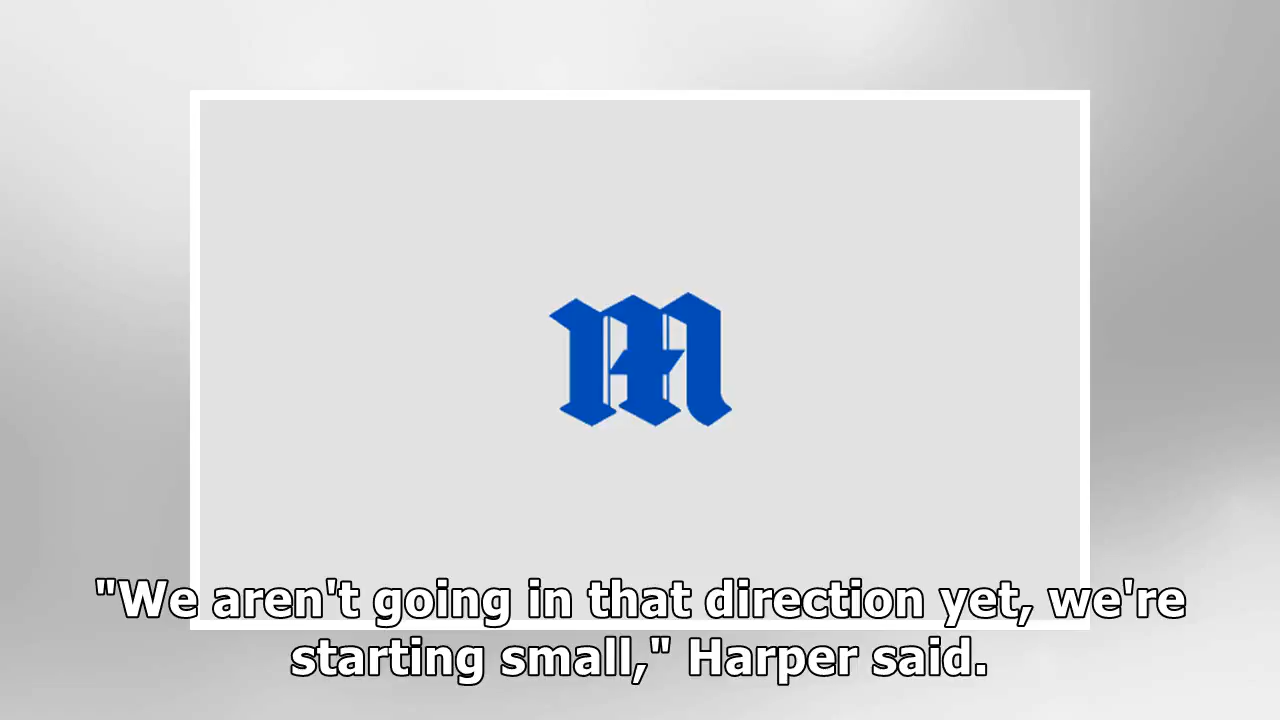 m
"We aren't going in that direction yet, we're
starting small," Harper said.